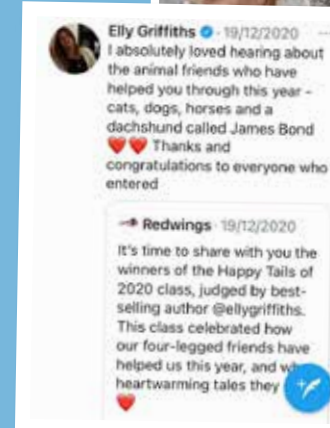 Elly Griffiths · 19/12/2020 ...
I absolutely loved hearing about
the animal friends who have
helped you through this year -
cats, dogs, horses and a
dachshund called James Bond
❤️❤️ Thanks and
congratulations to everyone who
entered
Redwings · 19/12/2020
It's time to share with you the
winners of the Happy Tails of
2020 class, judged by best-
selling author @ellygriffiths.
This class celebrated how
our four-legged friends have
helped us this year, and
heartwarming tales they
❤️